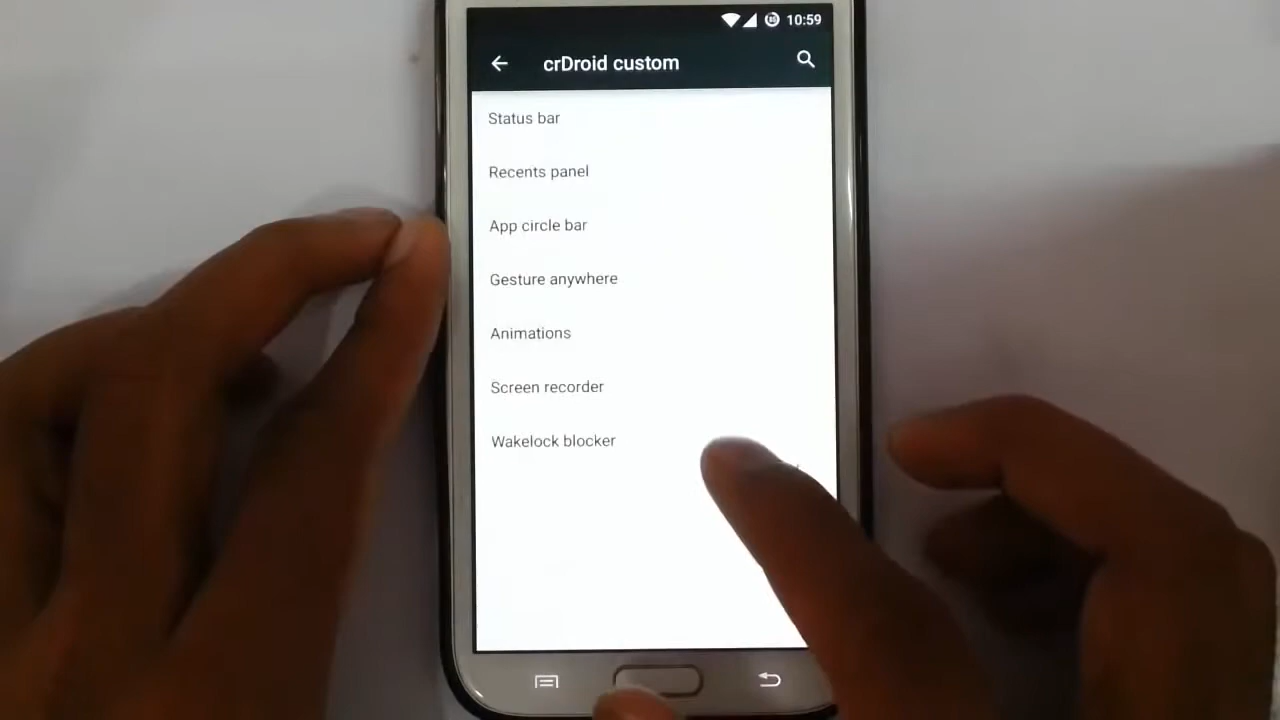 10:59
crDroid custom
Status bar
Recents panel
App circle bar
Gesture anywhere
Animations
Screen recorder
Wakelock blocker